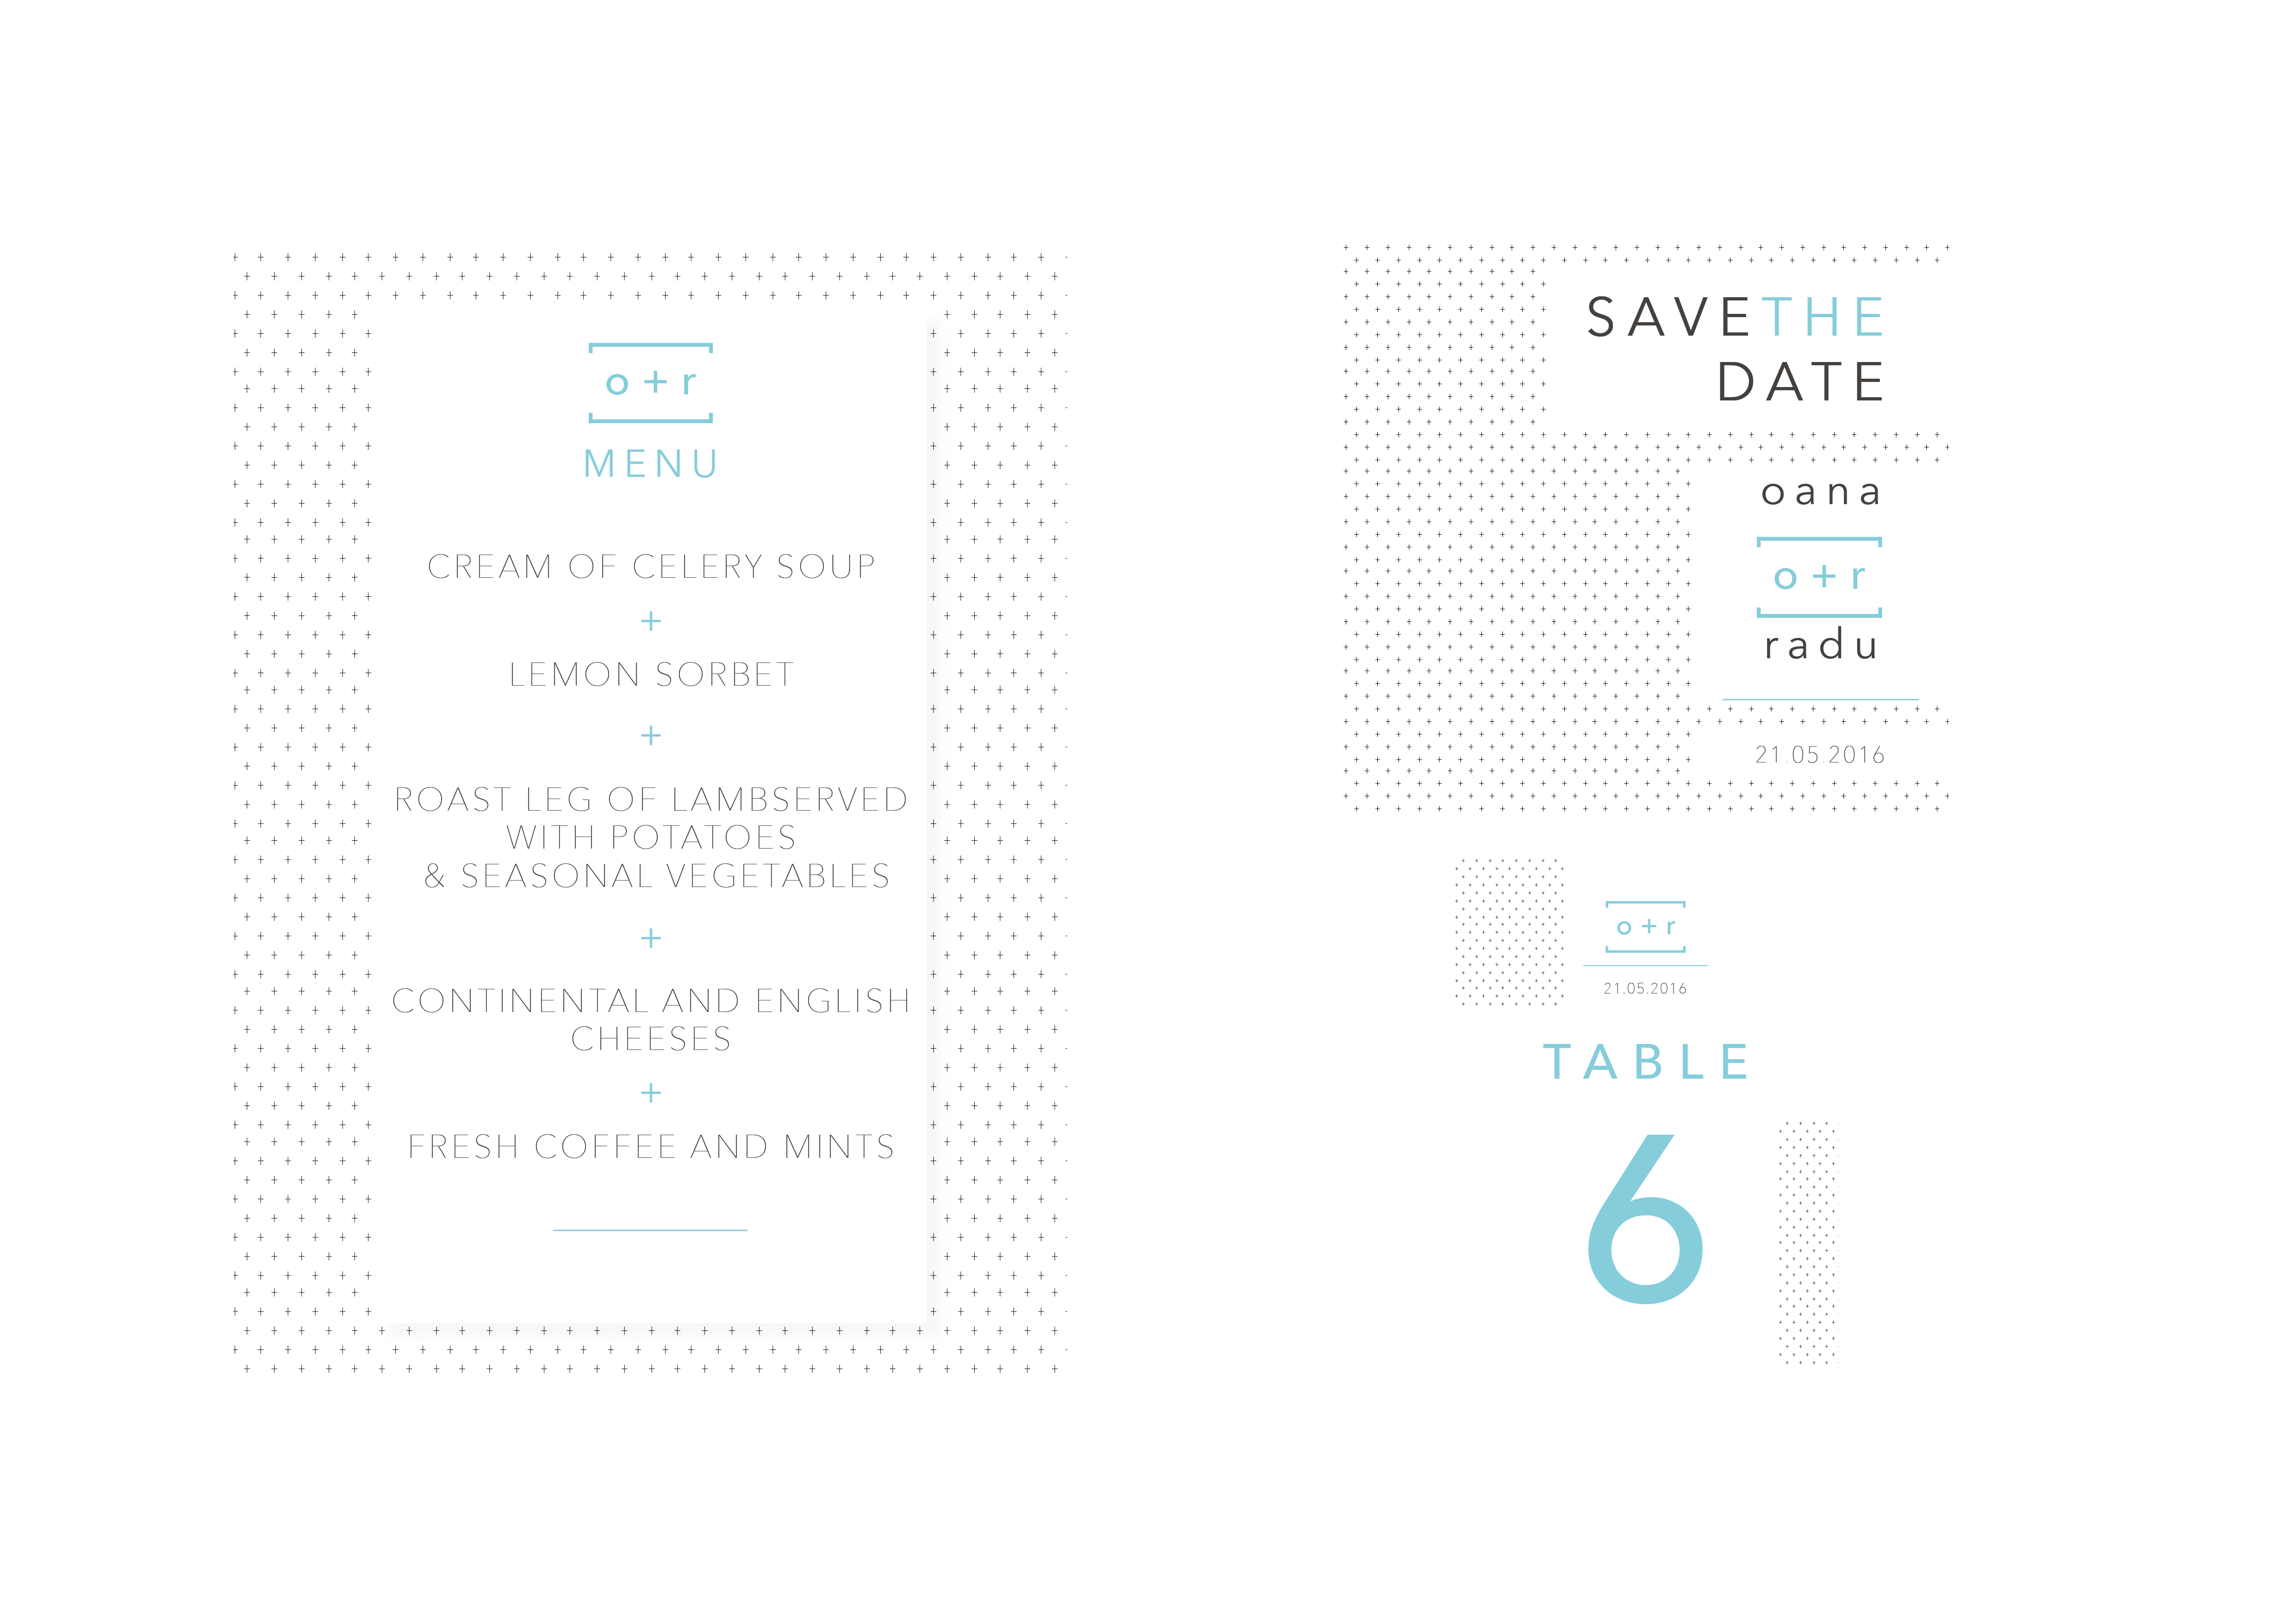 o + r
MENU
CREAM OF CELERY SOUP
+
LEMON SORBET
+
ROAST LEG OF LAMBSERVED
WITH POTATOES
& SEASONAL VEGETABLES
+
CONTINENTAL AND ENGLISH
CHEESES
+
FRESH COFFEE AND MINTS
SAVETHE
DATE
oana
o + r
radu
21.05.2016
o + r
21.05.2016
TABLE
6